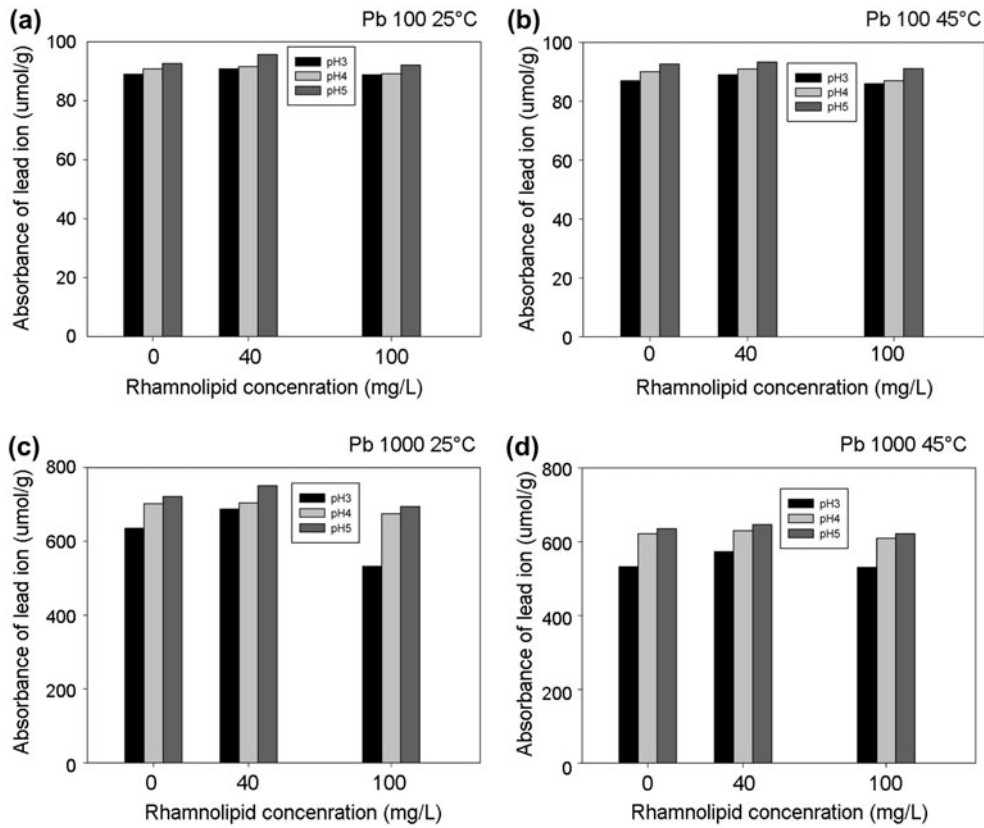 (a)
Pb 100 25°C
Absorbance of lead ion (umol/g)
100
80
60
40
20
0
pH3
pH4
pH5
0
40
100
Rhamnolipid concenration (mg/L)
(b)
Pb 100 45°C
Absorbance of lead ion (umol/g)
100
80
60
40
20
0
pH3
pH4
pH5
0
40
100
Rhamnolipid concenration (mg/L)
(c)
Pb 1000 25°C
Absorbance of lead ion (umol/g)
800
600
400
200
0
pH3
pH4
pH5
0
40
100
Rhamnolipid concenration (mg/L)
(d)
Pb 1000 45°C
Absorbance of lead ion (umol/g)
800
600
400
200
0
pH3
pH4
pH5
0
40
100
Rhamnolipid concenration (mg/L)